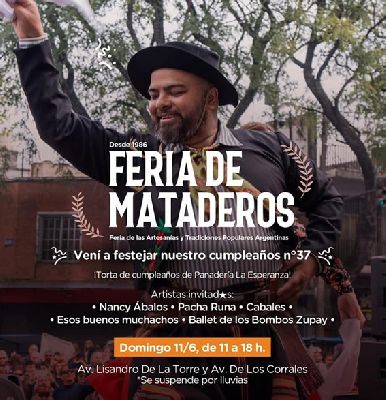 Desde 1986
FERIA DE
MATADEROS
Feria de las Artesanías y Tradiciones Populares Argentinas
Vení a festejar nuestro cumpleaños n°37
¡Torta de cumpleaños de Panadería La Esperanza!
Artistas invitad★s:
• Nancy Ábalos • Pacha Runa • Cabales •
• Esos buenos muchachos • Ballet de los Bombos Zupay •
Domingo 11/6, de 11 a 18 h.
Av. Lisandro De La Torre y Av. De Los Corrales
*Se suspende por lluvias